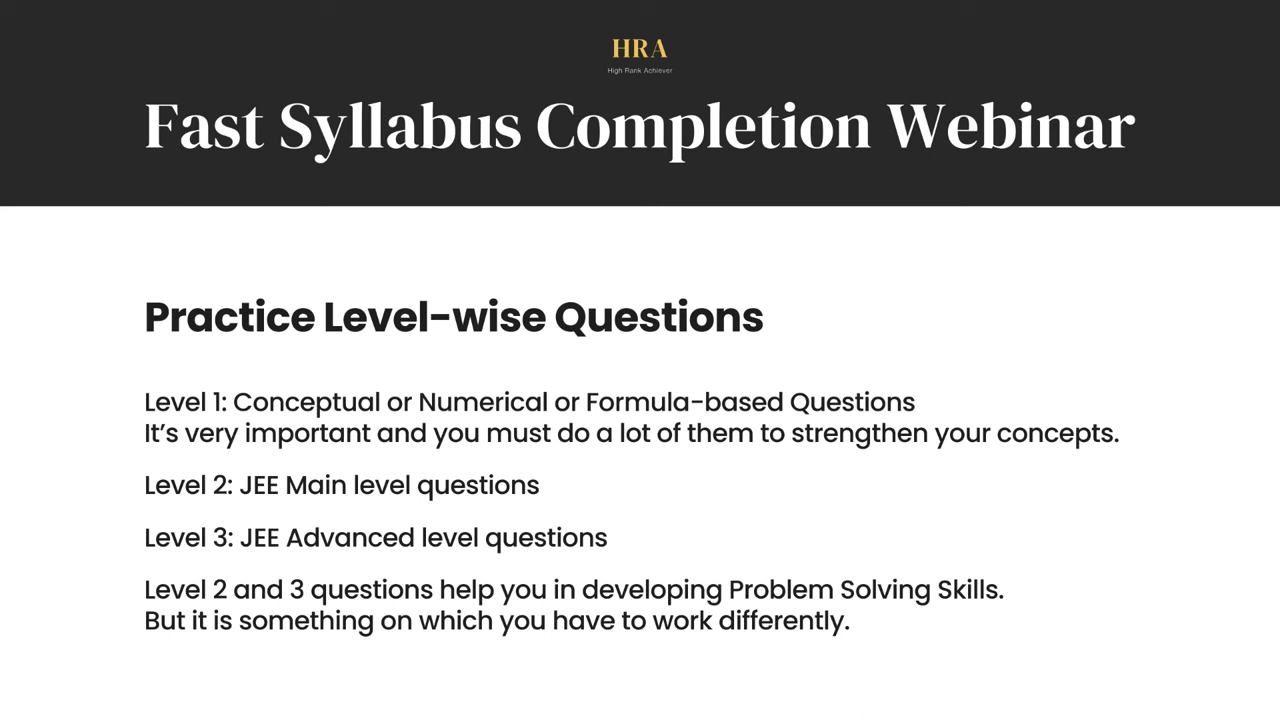 HRA
High Rank Achiever
Fast Syllabus Completion Webinar
Practice Level-wise Questions
Level 1: Conceptual or Numerical or Formula-based Questions
It's very important and you must do a lot of them to strengthen your concepts.
Level 2: JEE Main level questions
Level 3: JEE Advanced level questions
Level 2 and 3 questions help you in developing Problem Solving Skills.
But it is something on which you have to work differently.